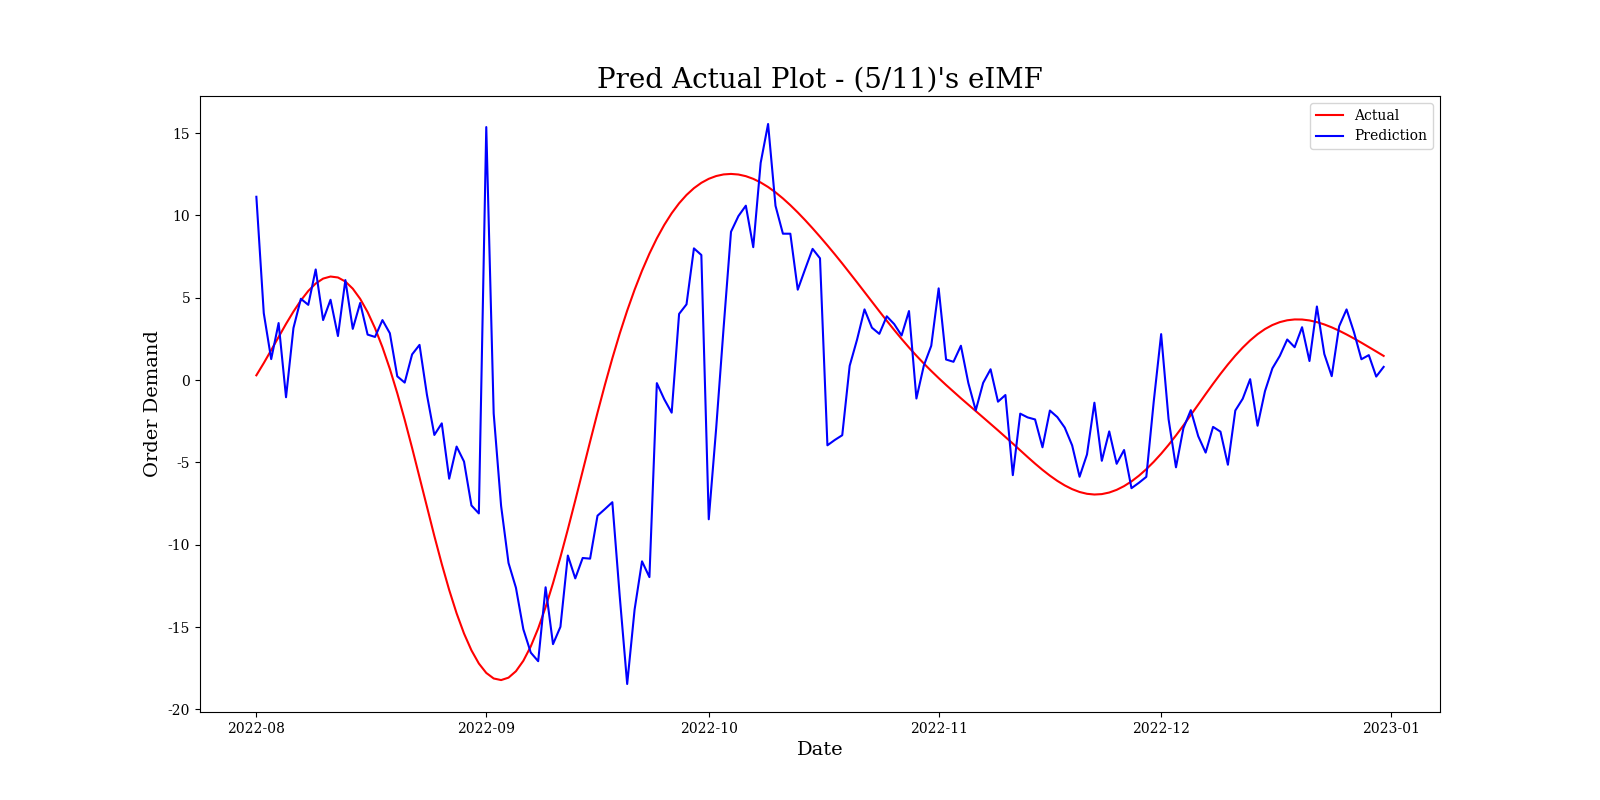 Pred Actual Plot - (5/11)'s eIMF
Actual
Prediction
15
10
5
0
-5
-10
-15
-20
Order Demand
2022-08
2022-09
2022-10
2022-11
2022-12
2023-01
Date